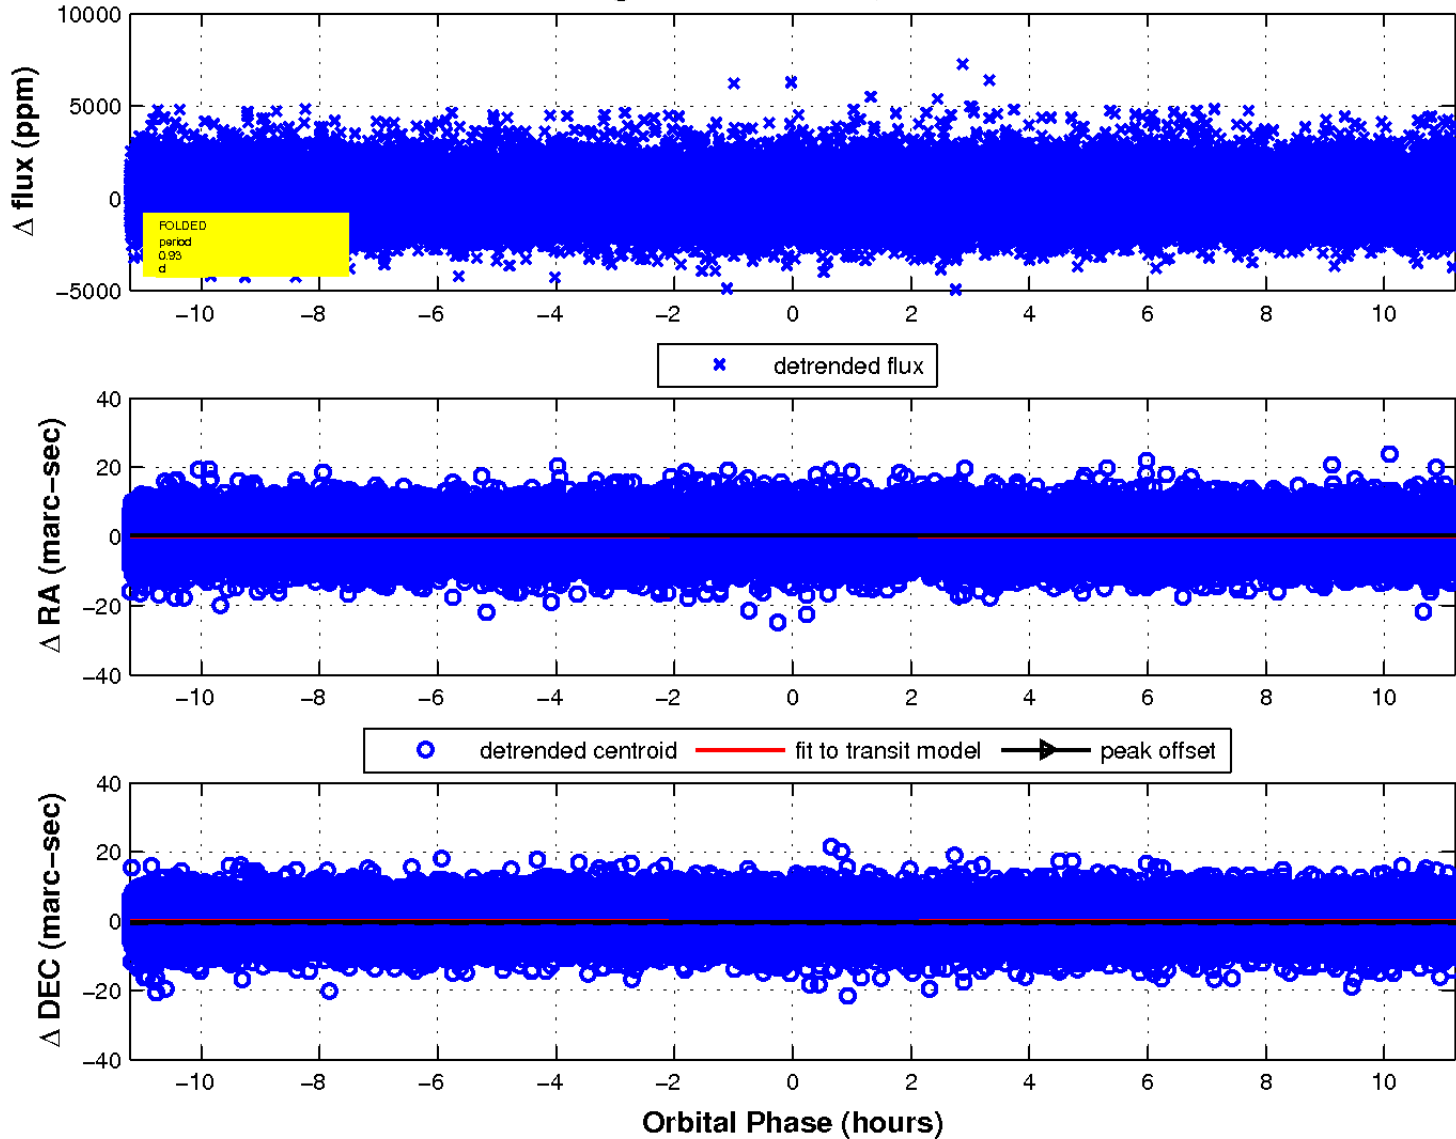 10000
5000
0
−5000
Δ flux (ppm)
FOLDED
period
0.93
d
−10 −8 −6 −4 −2 0 2 4 6 8 10
detrended flux
40
20
0
−20
−40
Δ RA (marc−sec)
−10 −8 −6 −4 −2 0 2 4 6 8 10
detrended centroid fit to transit model peak offset
40
20
0
−20
−40
Δ DEC (marc−sec)
−10 −8 −6 −4 −2 0 2 4 6 8 10
Orbital Phase (hours)